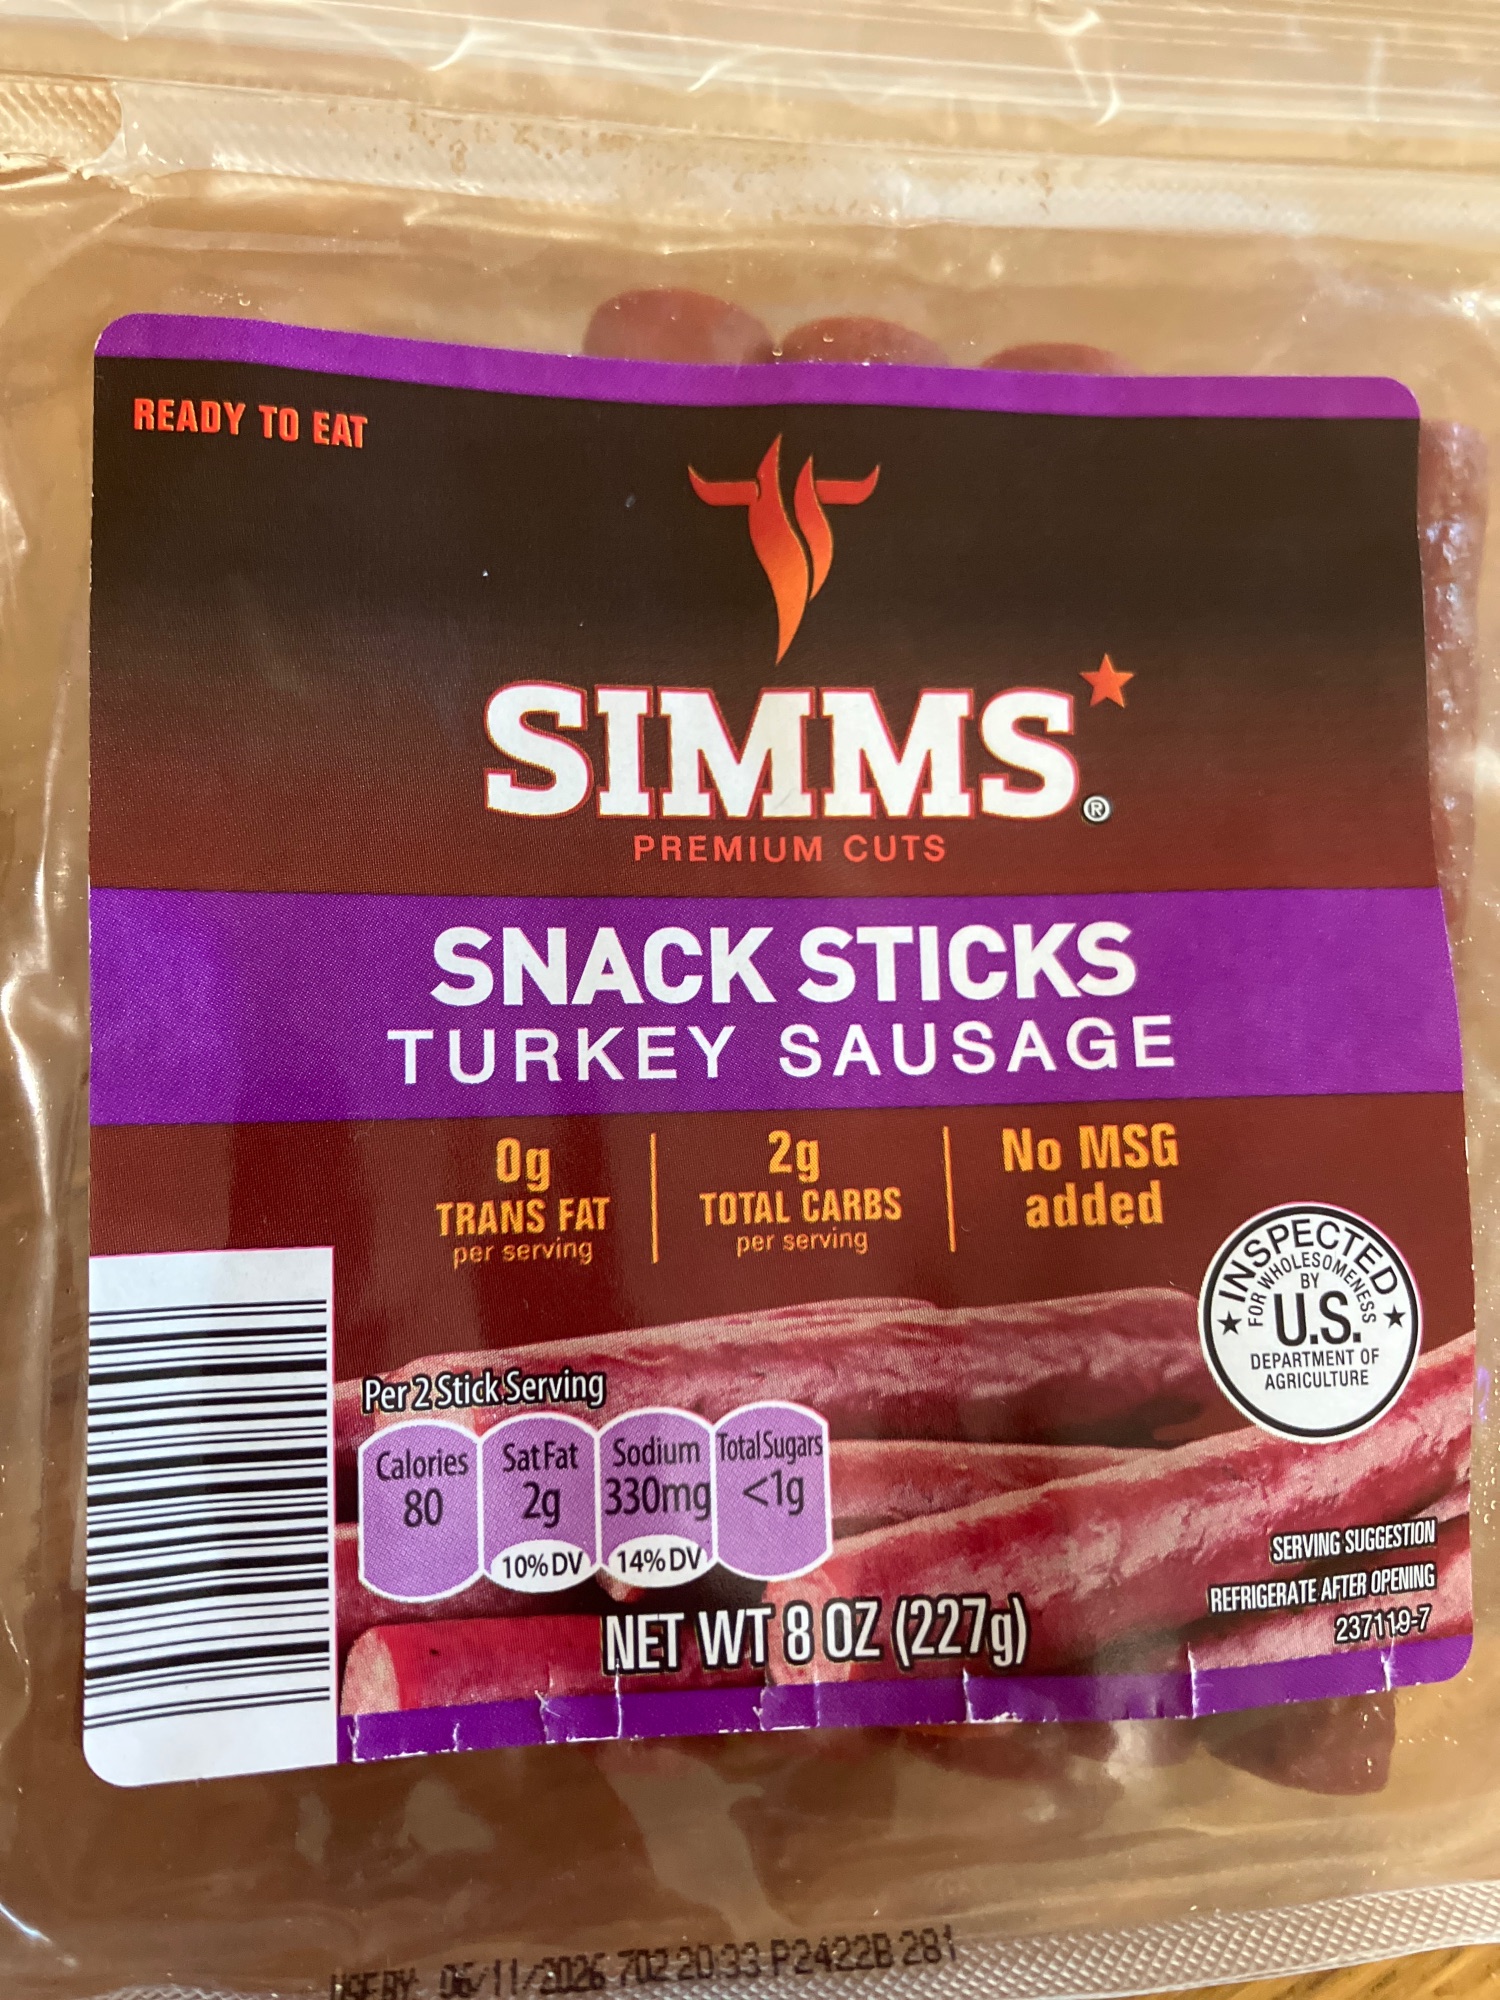 READY TO EAT
SIMMS®
PREMIUM CUTS
SNACK STICKS
TURKEY SAUSAGE
0g
TRANS FAT
per serving
2g
TOTAL CARBS
per serving
No MSG
added
INSPECTED
FOR WHOLESOMENESS
BY
U.S.
DEPARTMENT OF
AGRICULTURE
Per 2 Stick Serving
Calories
80
Sat Fat
2g
10% DV
Sodium
330mg
14% DV
Total Sugars
<1g
NET WT 8 OZ (227g)
SERVING SUGGESTION
REFRIGERATE AFTER OPENING
237119-7
USE BY: 06/11/2026 702 20:33 P2422B 281